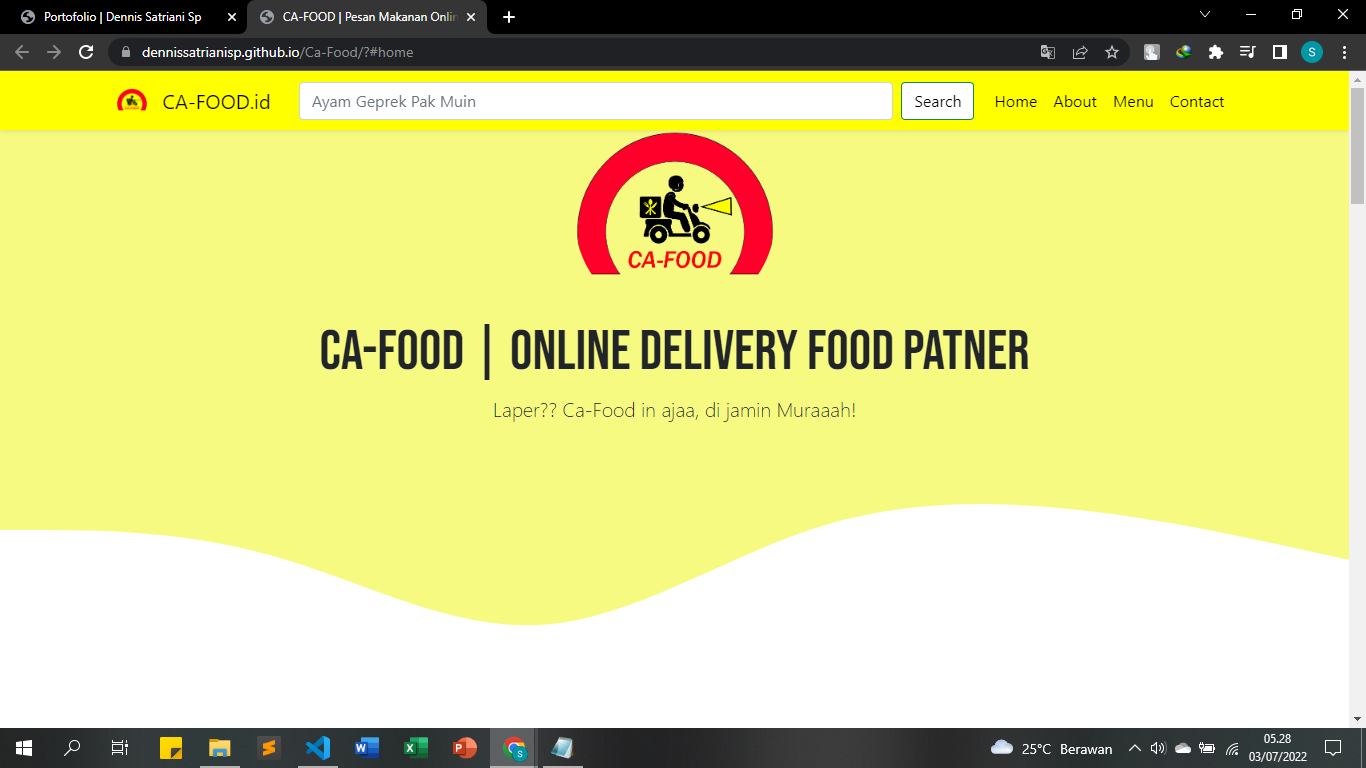 Portofolio | Dennis Satriani Sp
CA-FOOD | Pesan Makanan Onlin
dennissatrianisp.github.io/Ca-Food/?#home
S
CA-FOOD.id
Ayam Geprek Pak Muin
Search
Home
About
Menu
Contact
CA-FOOD
CA-FOOD | ONLINE DELIVERY FOOD PATNER
Laper?? Ca-Food in ajaa, di jamin Muraaah!
25°C Berawan
05.28
03/07/2022